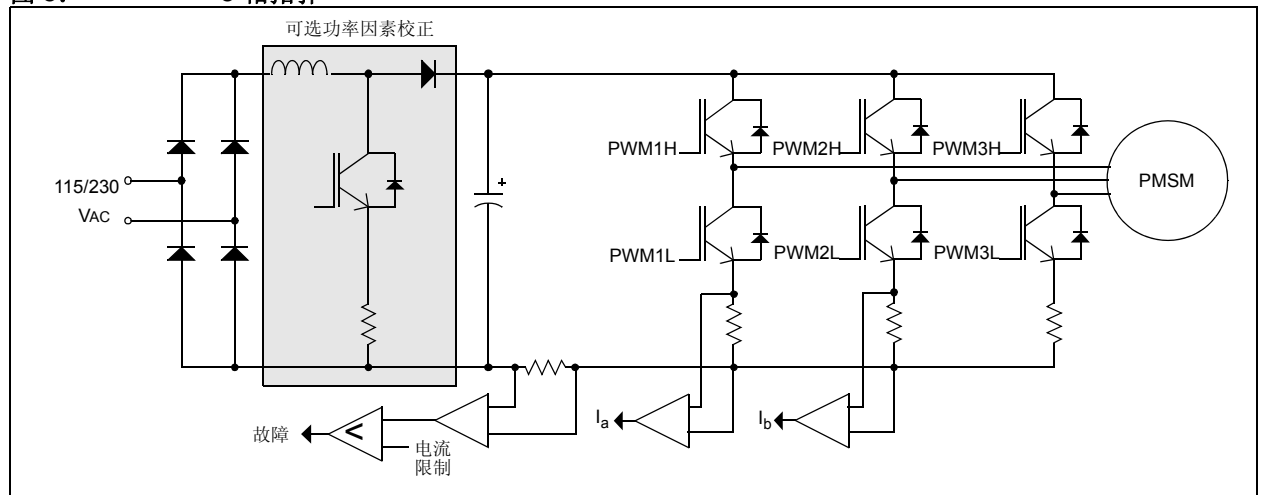 可选功率因素校正
PWM1H
PWM2H
PWM3H
115/230
VAC
PMSM
PWM1L
PWM2L
PWM3L
故障
<
电流
限制
Ia
Ib
+